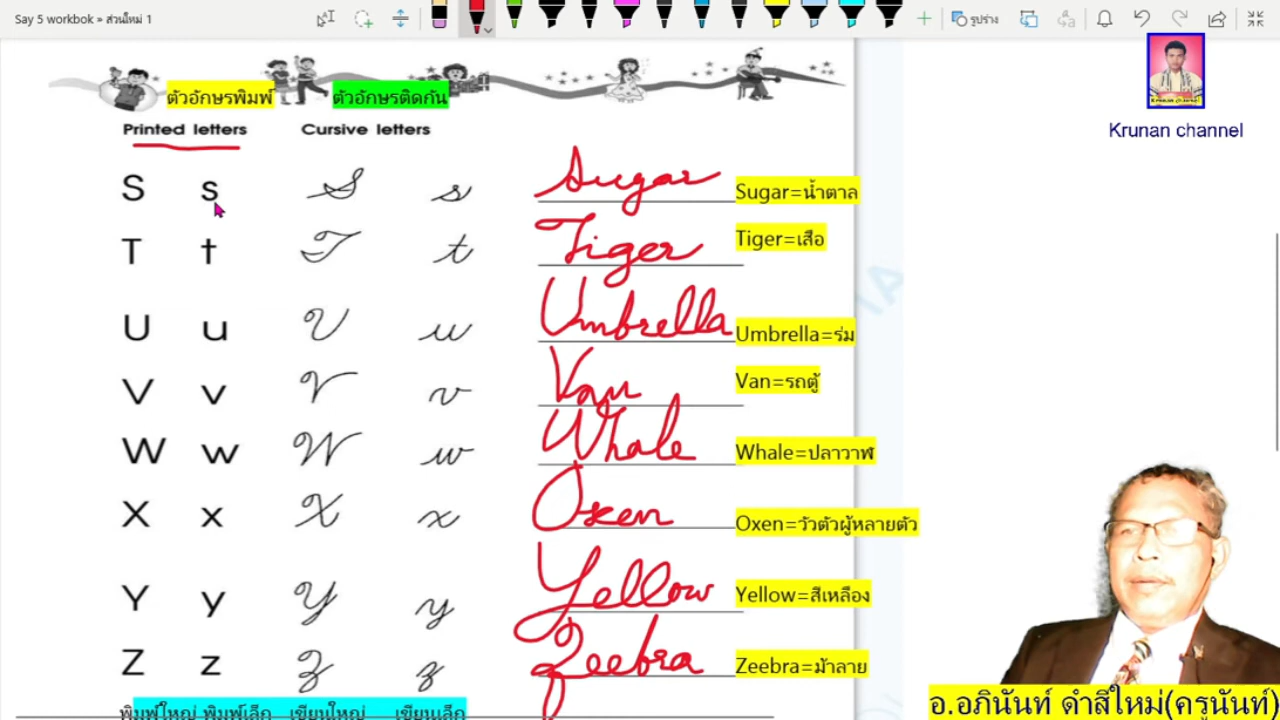 Say 5 workbok » ส่วนใหม่ 1
รูปร่าง
ตัวอักษรพิมพ์ ตัวอักษรติดกัน
Printed letters Cursive letters
Krunan channel
S s S s Sugar Sugar=น้ำตาล
T t T t Tiger Tiger=เสือ
U u U u Umbrella Umbrella=ร่ม
V v V v Van Van=รถตู้
W w W w Whale Whale=ปลาวาฬ
X x X x Oxen Oxen=วัวตัวผู้หลายตัว
Y y Y y Yellow Yellow=สีเหลือง
Z z Z z Zeebra Zeebra=ม้าลาย
พิมพ์ใหญ่ พิมพ์เล็ก เขียนใหญ่ เขียนเล็ก
อ.อภินันท์ ดำสีใหม่(ครูนันท์)